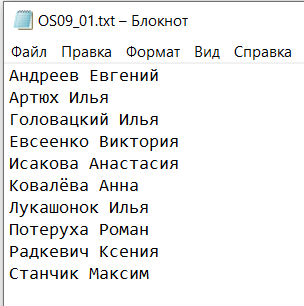 OS09_01.txt – Блокнот
Файл Правка Формат Вид Справка
Андреев Евгений
Артюх Илья
Головацкий Илья
Евсеенко Виктория
Исакова Анастасия
Ковалёва Анна
Лукашонок Илья
Потеруха Роман
Радкевич Ксения
Станчик Максим